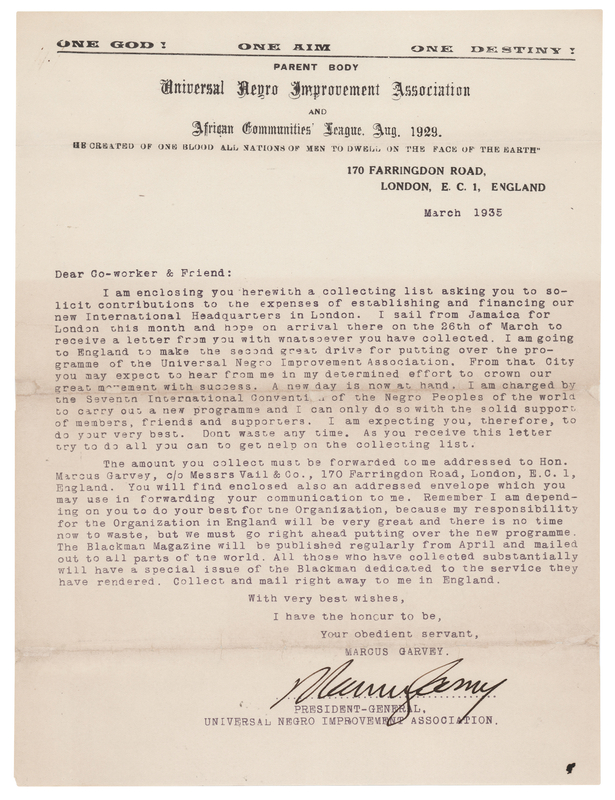 ONE GOD! ONE AIM ONE DESTINY!
PARENT BODY
Universal Negro Improvement Association
AND
African Communities' League, Aug. 1929.
"HE CREATED OF ONE BLOOD ALL NATIONS OF MEN TO DWELL ON THE FACE OF THE EARTH"
170 FARRINGDON ROAD,
LONDON, E. C. 1, ENGLAND
March 1935
Dear Co-worker & Friend:
I am enclosing you herewith a collecting list asking you to so-
licit contributions to the expenses of establishing and financing our
new International Headquarters in London. I sail from Jamaica for
London this month and hope on arrival there on the 26th of March to
receive a letter from you with whatsoever you have collected. I am going
to England to make the second great drive for putting over the pro-
gramme of the Universal Negro Improvement Association. From that City
you may expect to hear from me in my determined effort to crown our
great movement with success. A new day is now at hand. I am charged by
the Seventh International Convention of the Negro Peoples of the world
to carry out a new programme and I can only do so with the solid support
of members, friends and supporters. I am expecting you, therefore, to
do your very best. Dont waste any time. As you receive this letter
try to do all you can to get help on the collecting list.
The amount you collect must be forwarded to me addressed to Hon.
Marcus Garvey, c/o Messrs Vail & Co., 170 Farringdon Road, London, E.C. 1,
England. You will find enclosed also an addressed envelope which you
may use in forwarding your communication to me. Remember I am depend-
ing on you to do your best for the Organization, because my responsibility
for the Organization in England will be very great and there is no time
now to waste, but we must go right ahead putting over the new programme.
The Blackman Magazine will be published regularly from April and mailed
out to all parts of the world. All those who have collected substantially
will have a special issue of the Blackman dedicated to the service they
have rendered. Collect and mail right away to me in England.
With very best wishes,
I have the honour to be,
Your obedient servant,
MARCUS GARVEY.
Marcus Garvey
PRESIDENT-GENERAL,
UNIVERSAL NEGRO IMPROVEMENT ASSOCIATION.